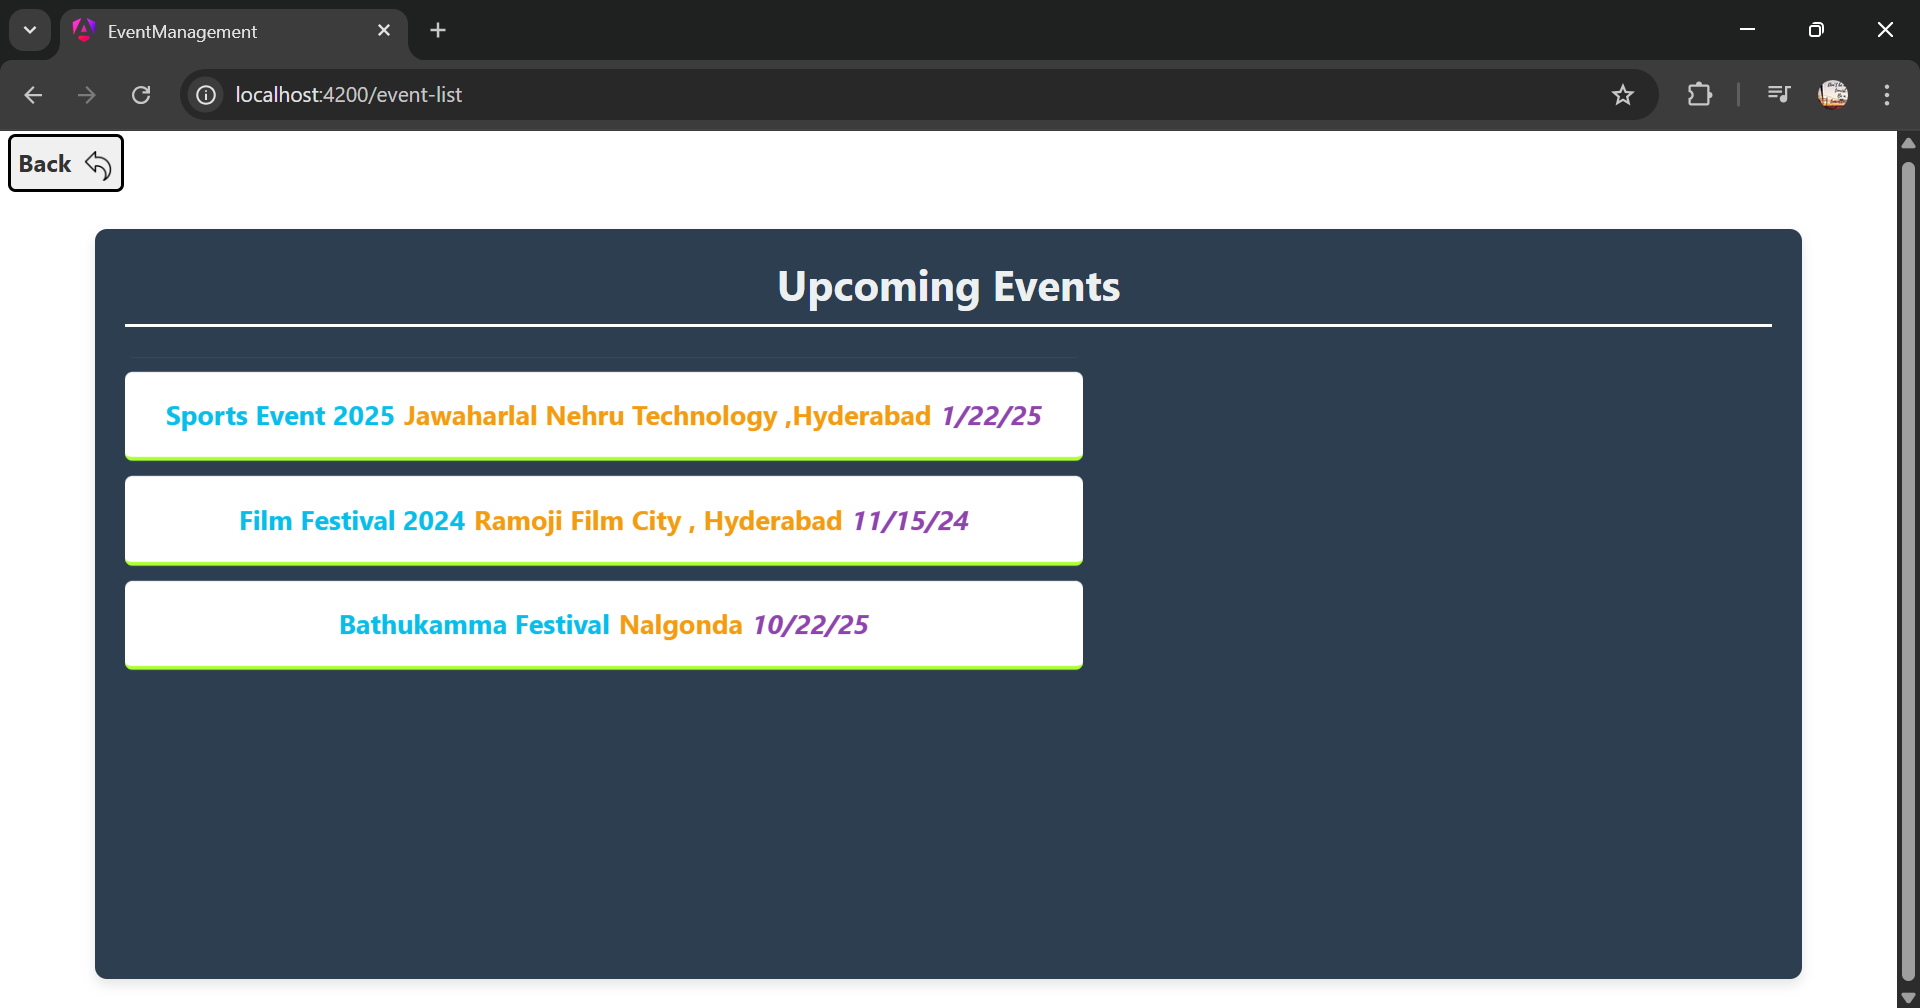 EventManagement
localhost:4200/event-list
Back
Upcoming Events
Sports Event 2025 Jawaharlal Nehru Technology ,Hyderabad 1/22/25
Film Festival 2024 Ramoji Film City , Hyderabad 11/15/24
Bathukamma Festival Nalgonda 10/22/25